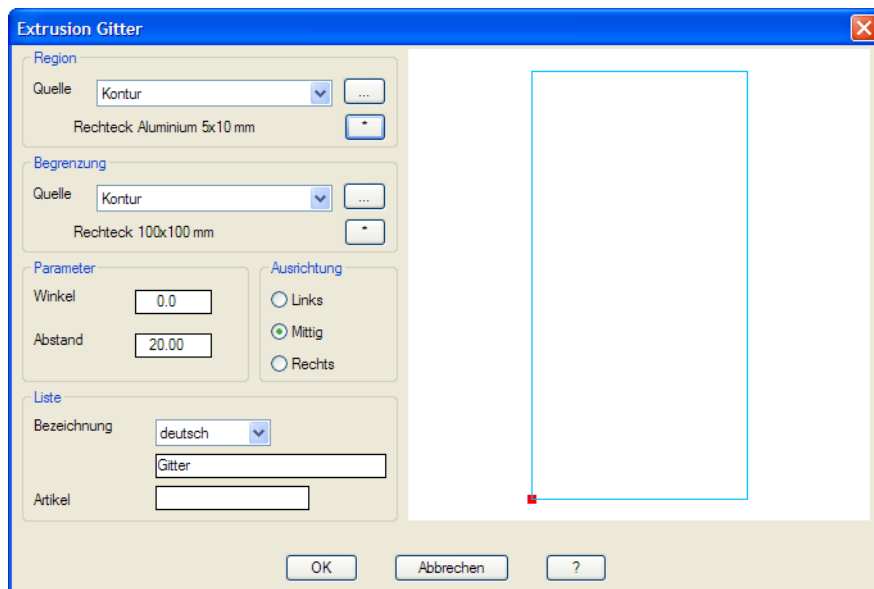 Extrusion Gitter
Region
Quelle
Kontur
...
Rechteck Aluminium 5x10 mm
*
Begrenzung
Quelle
Kontur
...
Rechteck 100x100 mm
*
Parameter
Winkel
0.0
Abstand
20.00
Ausrichtung
Links
Mittig
Rechts
Liste
Bezeichnung
deutsch
Gitter
Artikel
OK
Abbrechen
?